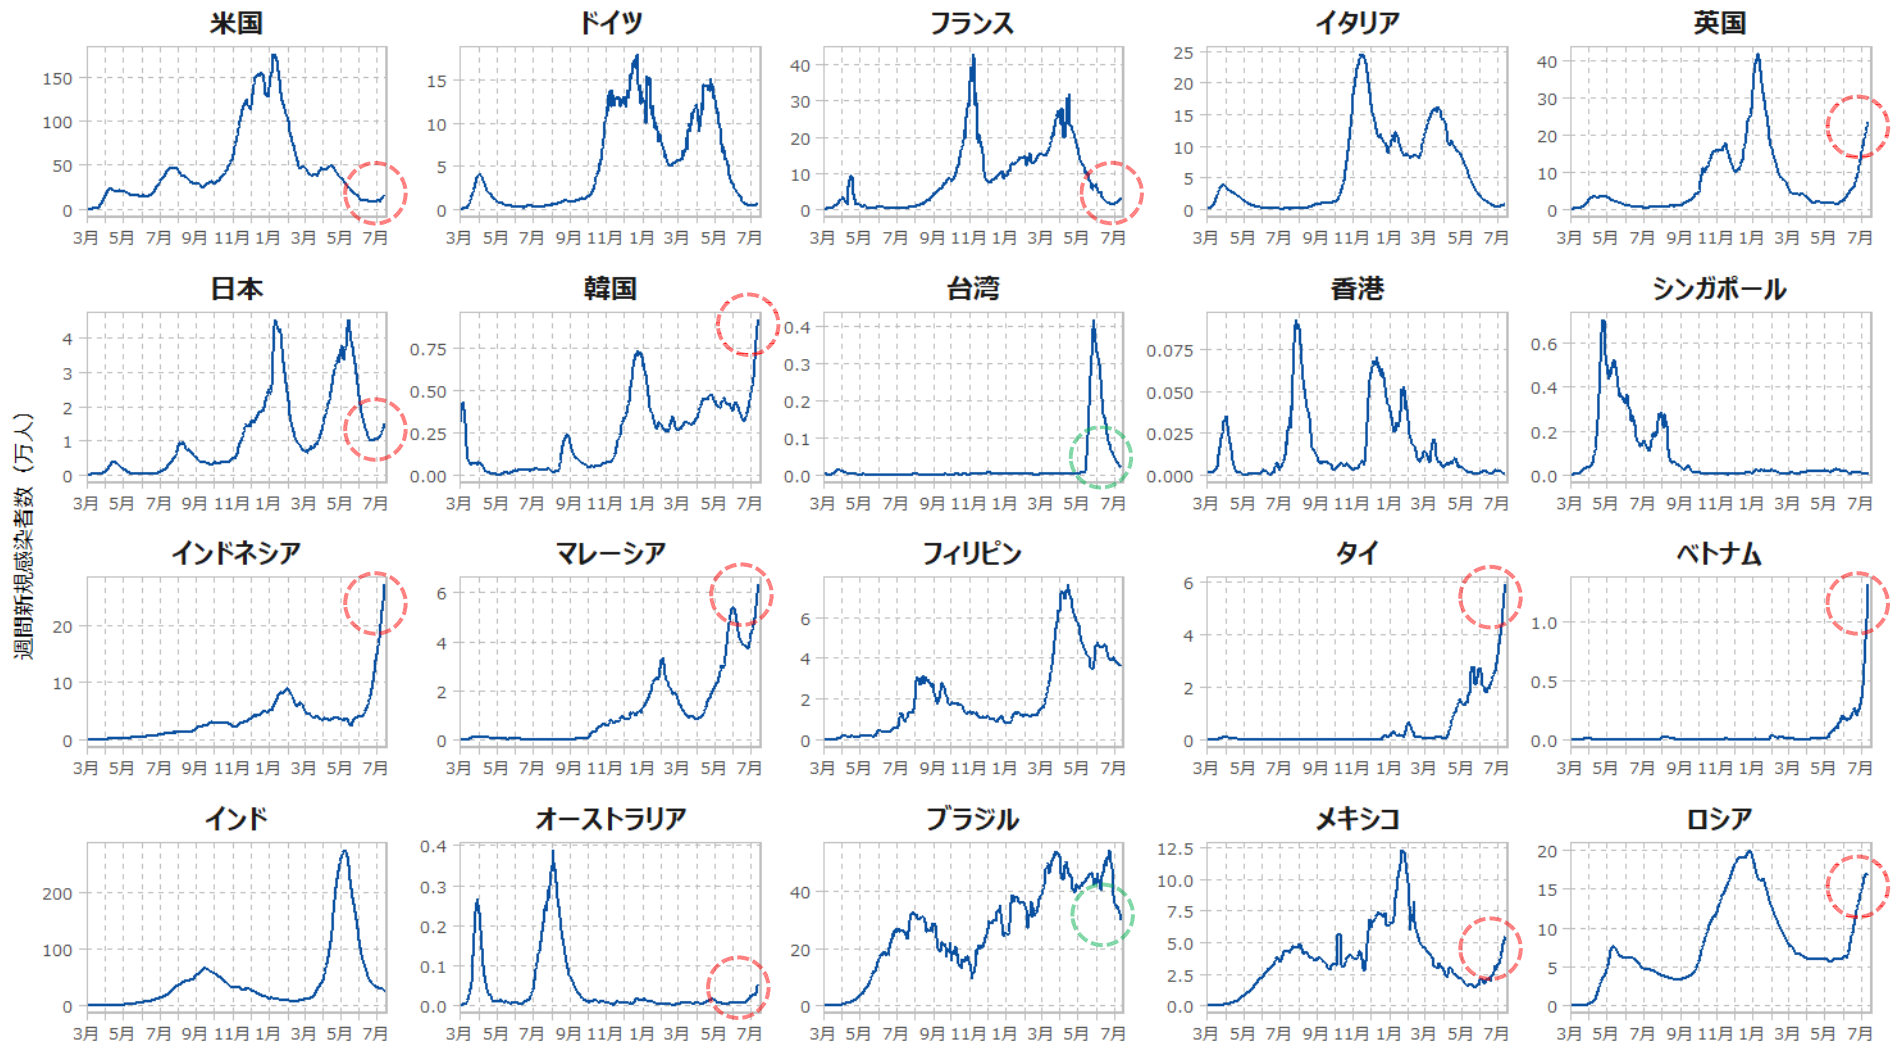 米国 ドイツ フランス イタリア 英国
150 15 40 25 40
100 10 30 20 30
50 5 20 15 20
0 0 10 10 10
0 5 0
0
3月 5月 7月 9月 11月 1月 3月 5月 7月 3月 5月 7月 9月 11月 1月 3月 5月 7月 3月 5月 7月 9月 11月 1月 3月 5月 7月 3月 5月 7月 9月 11月 1月 3月 5月 7月 3月 5月 7月 9月 11月 1月 3月 5月 7月
週間新規感染者数（万人）
日本 韓国 台湾 香港 シンガポール
4 0.75 0.4 0.075 0.6
3 0.50 0.3 0.050 0.4
2 0.25 0.2 0.025 0.2
1 0.00 0.1 0.000 0.0
0 0.0
3月 5月 7月 9月 11月 1月 3月 5月 7月 3月 5月 7月 9月 11月 1月 3月 5月 7月 3月 5月 7月 9月 11月 1月 3月 5月 7月 3月 5月 7月 9月 11月 1月 3月 5月 7月 3月 5月 7月 9月 11月 1月 3月 5月 7月
インドネシア マレーシア フィリピン タイ ベトナム
20 6 6 6 1.0
10 4 4 4 0.5
0 2 2 2 0.0
0 0 0
3月 5月 7月 9月 11月 1月 3月 5月 7月 3月 5月 7月 9月 11月 1月 3月 5月 7月 3月 5月 7月 9月 11月 1月 3月 5月 7月 3月 5月 7月 9月 11月 1月 3月 5月 7月 3月 5月 7月 9月 11月 1月 3月 5月 7月
インド オーストラリア ブラジル メキシコ ロシア
200 0.4 40 12.5 20
100 0.3 20 10.0 15
0 0.2 0 7.5 10
0.1 5.0 5
0.0 2.5 0
0.0
3月 5月 7月 9月 11月 1月 3月 5月 7月 3月 5月 7月 9月 11月 1月 3月 5月 7月 3月 5月 7月 9月 11月 1月 3月 5月 7月 3月 5月 7月 9月 11月 1月 3月 5月 7月 3月 5月 7月 9月 11月 1月 3月 5月 7月